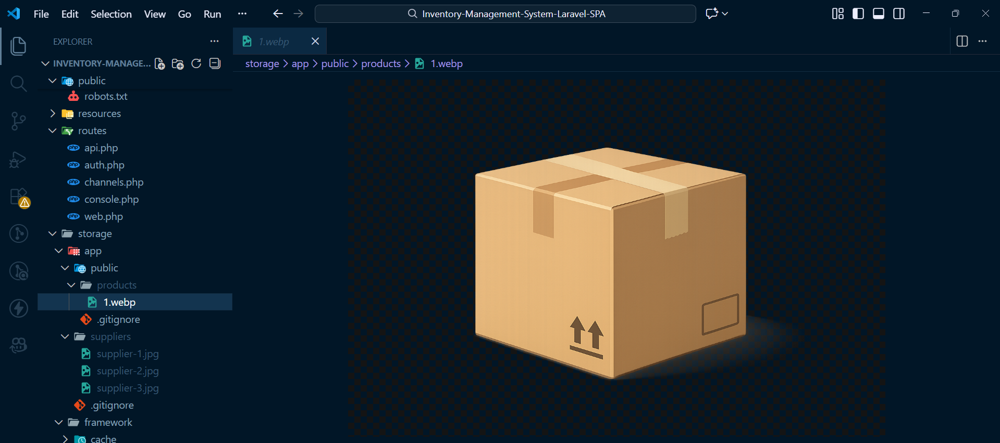 File Edit Selection View Go Run ···
Inventory-Management-System-Laravel-SPA
EXPLORER
INVENTORY-MANAGE...
public
robots.txt
resources
routes
api.php
auth.php
channels.php
console.php
web.php
storage
app
public
products
1.webp
.gitignore
suppliers
supplier-1.jpg
supplier-2.jpg
supplier-3.jpg
.gitignore
framework
cache
1.webp
storage > app > public > products > 1.webp